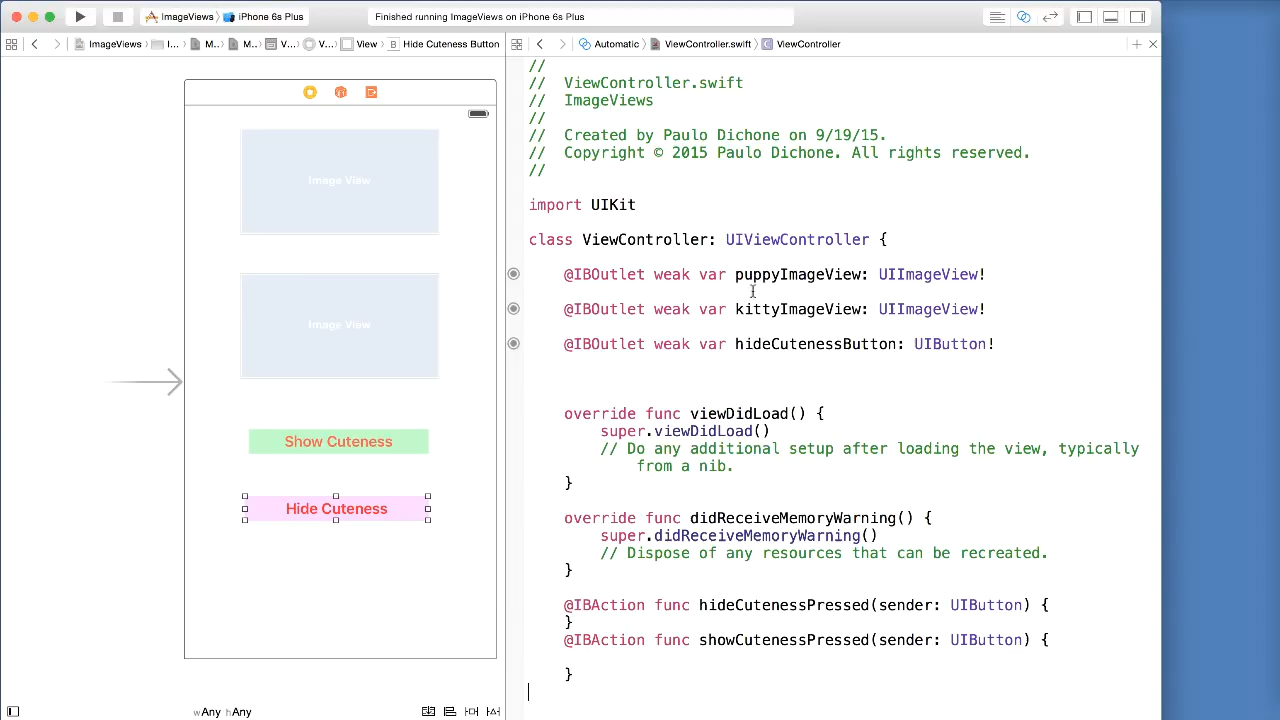 ImageViews
iPhone 6s Plus
Finished running ImageViews on iPhone 6s Plus
ImageViews
I...
M...
M...
V...
V...
View
B
Hide Cuteness Button
Automatic
ViewController.swift
ViewController
Image View
Image View
Show Cuteness
Hide Cuteness
wAny hAny
//
// ViewController.swift
// ImageViews
//
// Created by Paulo Dichone on 9/19/15.
// Copyright © 2015 Paulo Dichone. All rights reserved.
//
import UIKit
class ViewController: UIViewController {
@IBOutlet weak var puppyImageView: UIImageView!
@IBOutlet weak var kittyImageView: UIImageView!
@IBOutlet weak var hideCutenessButton: UIButton!
override func viewDidLoad() {
super.viewDidLoad()
// Do any additional setup after loading the view, typically
from a nib.
}
override func didReceiveMemoryWarning() {
super.didReceiveMemoryWarning()
// Dispose of any resources that can be recreated.
}
@IBAction func hideCutenessPressed(sender: UIButton) {
}
@IBAction func showCutenessPressed(sender: UIButton) {
}